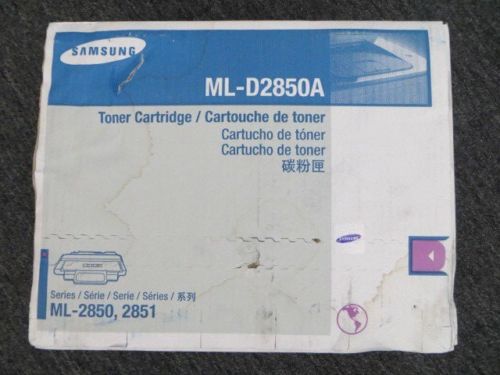 SAMSUNG
ML-D2850A
Toner Cartridge / Cartouche de toner
Cartucho de tóner
Cartucho de toner
碳粉匣
SAMSUNG
Series / Série / Serie / Séries / 系列
ML-2850, 2851